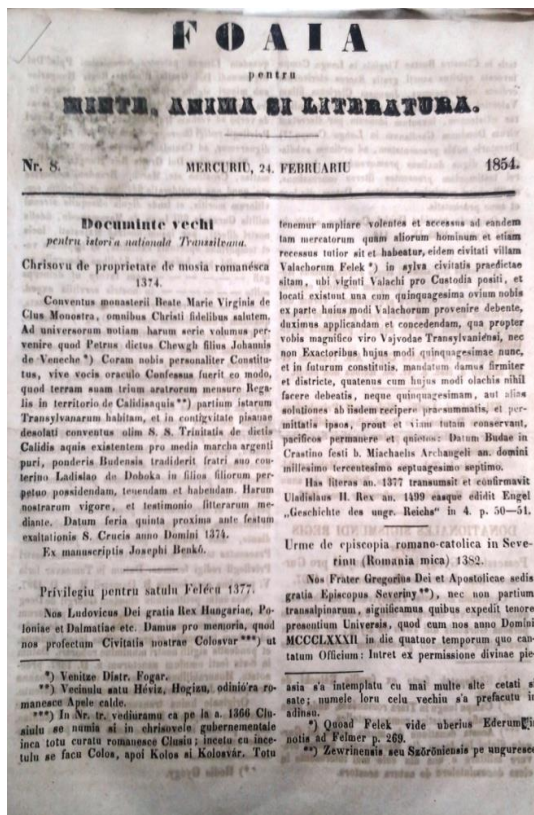 FOAIA
pentru
MINTE, ANIMA SI LITERATURA.
Nr. 8.
MERCURIU, 24. FEBRUARIU
1854.
Documinte vechi
pentru istori'a nationala Transsilvana.
Chrisovu de proprietate de mosia romanésca
1374.
Conventus monasterii Beate Marie Virginis de
Clus Monostra, omnibus Christi fidelibus salutem,
Ad universorum notiam harum serie volumus per-
venire quod Petrus dictus Chewgh filius Johannis
de Veneche *) Coram nobis personaliter Constitu-
tus, vive vocis oraculo Confessus fuerit eo modo,
quod terram suam trium aratrorum mensure Rega-
lis in territorio de Calidisaquis **) partium istarum
Transylvanarum habitam, et in contigvitate pisanae
desolati conventus olim S. S. Trinitatis de dictis
Calidis aquis existentem pro media marcha argenti
puri, ponderis Budensis tradiderit fratri suo con-
terino Ladislao de Doboka in filios filiorum per-
petuo possidendam, tenendam et habendam. Harum
nostrarum vigore, et testimonio fitterarum me-
diante. Datum feria quinta proxima ante festum
exaltationis S. Crucis anno Domini 1374.
Ex manuscriptis Josephi Benkö.
Privilegiu pentru satulu Felécu 1377.
Nos Ludovicus Dei gratia Rex Hungariae, Po-
loniae et Dalmatiae etc. Damus pro memoria, quod
nos profectum Civitatis nostrae Colosvar ***) ut
*) Venitze Distr. Fogar.
**) Vecinulu satu Héviz, Hogizu, odinió'ra ro-
manesce Apele calde.
***) In Nr. tr. vediuramu ca pe la a. 1366 Clu-
siulu se numia si in chrisovele gubernementale
inca totu curatu romanesce Clusiu; incetu cu ince-
tulu se facu Colos, apoi Kolos si Kolosvár. Totu
tenemur ampliare volentes et accessus ad eandem
tam mercatorum quam aliorum hominum et etiam
recessus tutior sit et habeatur, eidem civitati villam
Valachorum Felek *) in sylva civitatis praedictae
sitam, ubi viginti Valachi pro Custodia positi, et
locati existunt una cum quinquagesima ovium nobis
ex parte huius modi Valachorum provenire debente,
duximus applicandam et concedendam, qua propter
vobis magnifico viro Vajvodae Transylvaniénsi, nec
non Exactoribus hujus modi quinquagesimae nunc,
et in futurum constitutis, mandatum damus firmiter
et districte, quatenus cum hujus modi olachis nihil
facere debeatis, neque quinquagesimam, aut alias
solutiones ab iisdem recipere praesummatis, et per-
mittatis ipsos, prout et viam tutam conservant,
pacificos permanere et quietos: Datum Budae in
Crastino festi b. Miachaelis Archangeli an. domini
millesimo tercentesimo septuagesimo septimo.
Has literas an. 1377 transumsit et confirmavit
Uladislaus II. Rex an. 1499 easque edidit Engel
„Geschichte des ungr. Reichs" in 4. p. 50—51.
Urme de episcopia romano-catolica in Seve-
rinu (Romania mica) 1382.
Nos Frater Gregorius Dei et Apostolicae sedis
gratia Episcopus Severiny **), nec non partium
transalpinarum, significamus quibus expedit tenore
presentium Universis, quod cum nos anno Domini
MCCCLXXXII in die quatuor temporum quo can-
tatum Officium: Intret ex permissione divinae pie-
asia s'a intemplatu cu mai multe alte cetati si
sate; numele loru celu vechiu s'a prefacutu in
adinsu.
*) Quoad Felek vide uberius Ederum in
notis ad Felmer p. 269.
**) Zewrinensis seu Szöröniensis pe unguresce